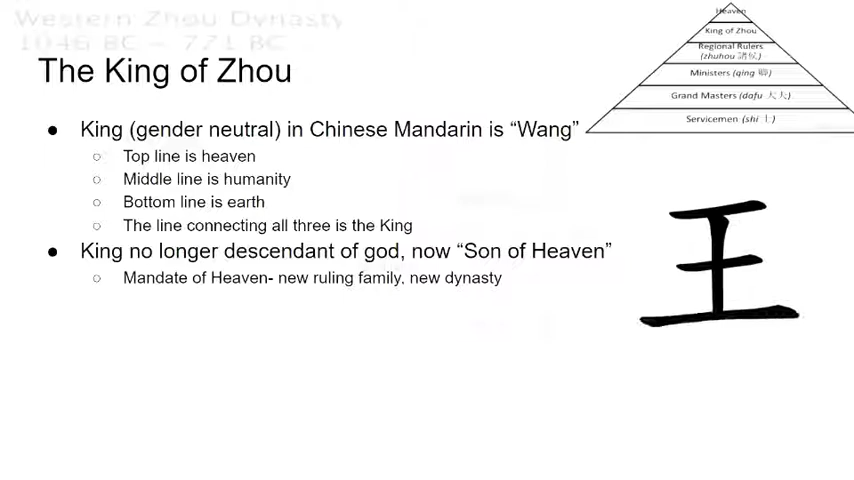 Western Zhou Dynasty
1046 BC – 771 BC
The King of Zhou
● King (gender neutral) in Chinese Mandarin is “Wang”
○ Top line is heaven
○ Middle line is humanity
○ Bottom line is earth
○ The line connecting all three is the King
● King no longer descendant of god, now “Son of Heaven”
○ Mandate of Heaven- new ruling family, new dynasty
Heaven
King of Zhou
Regional Rulers
(zhuhou 諸侯)
Ministers (qing 卿)
Grand Masters (dafu 大夫)
Servicemen (shi 士)
王